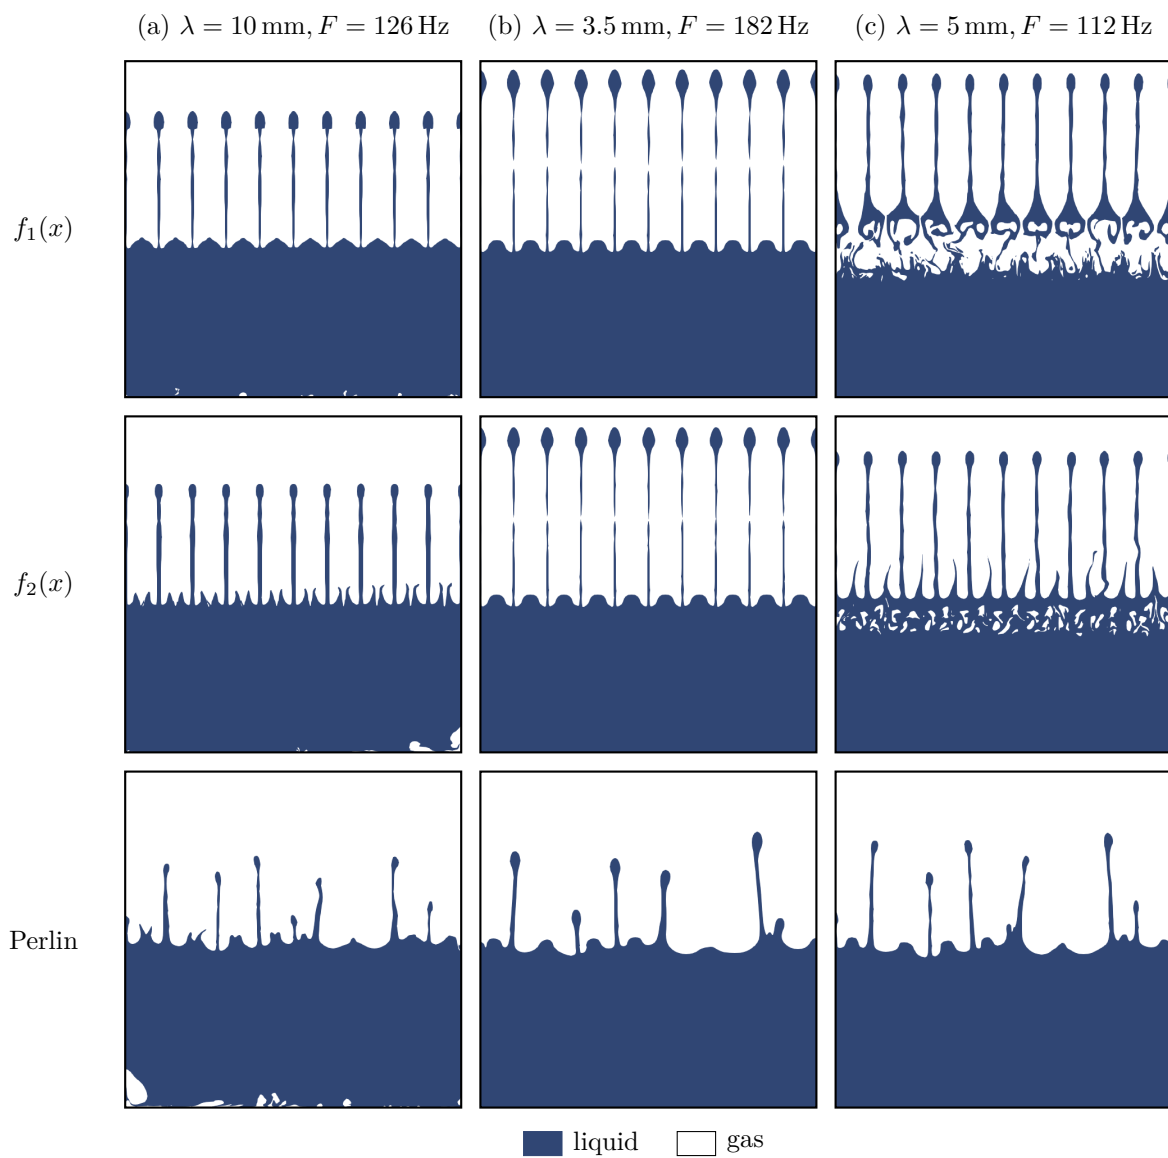 (a) λ = 10 mm, F = 126 Hz (b) λ = 3.5 mm, F = 182 Hz (c) λ = 5 mm, F = 112 Hz
f₁(x)
f₂(x)
Perlin
liquid gas